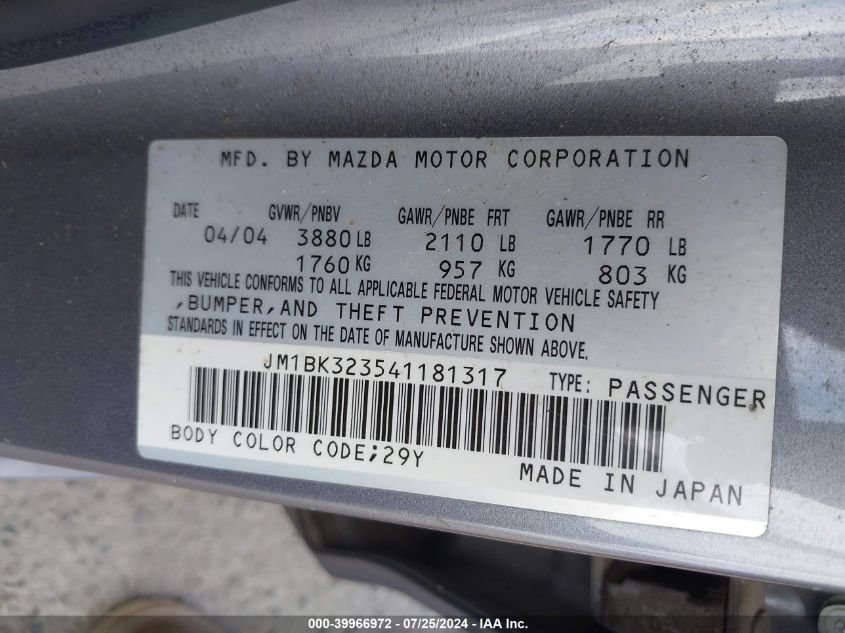 MFD. BY MAZDA MOTOR CORPORATION
DATE GVWR/PNBV GAWR/PNBE FRT GAWR/PNBE RR
04/04 3880 LB 2110 LB 1770 LB
1760 KG 957 KG 803 KG
THIS VEHICLE CONFORMS TO ALL APPLICABLE FEDERAL MOTOR VEHICLE SAFETY
,BUMPER,AND THEFT PREVENTION
STANDARDS IN EFFECT ON THE DATE OF MANUFACTURE SHOWN ABOVE.
JM1BK323541181317 TYPE: PASSENGER
BODY COLOR CODE;29Y
MADE IN JAPAN
000-39966972 - 07/25/2024 - IAA Inc.